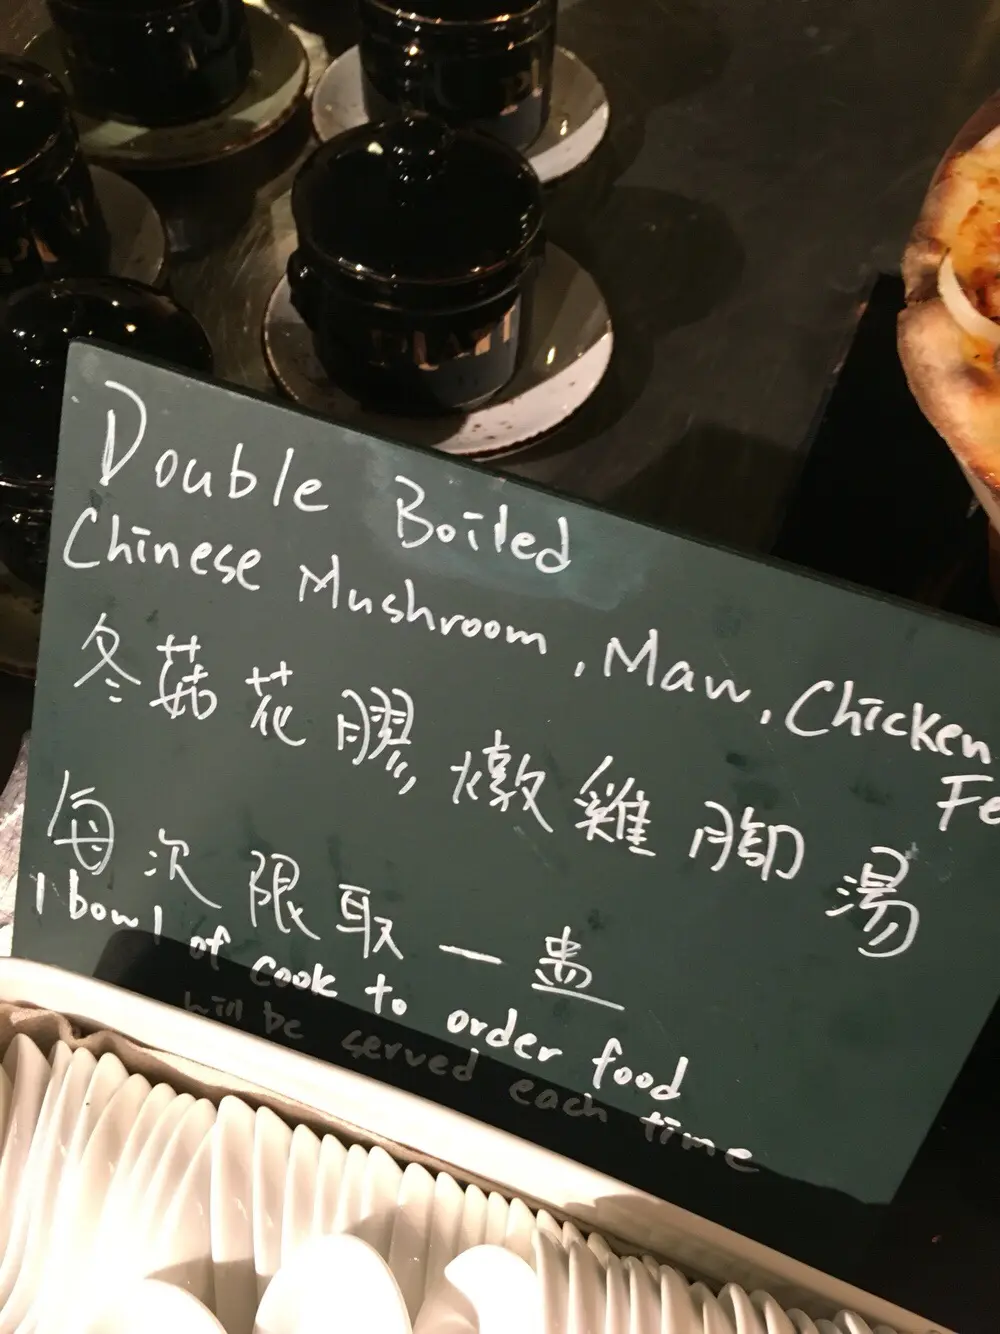 Double Boiled
Chinese Mushroom, Maw, Chicken
Fe
冬菇花膠燉雞腳湯
每次限取一盅
1 bowl of cook to order food
will be served each time